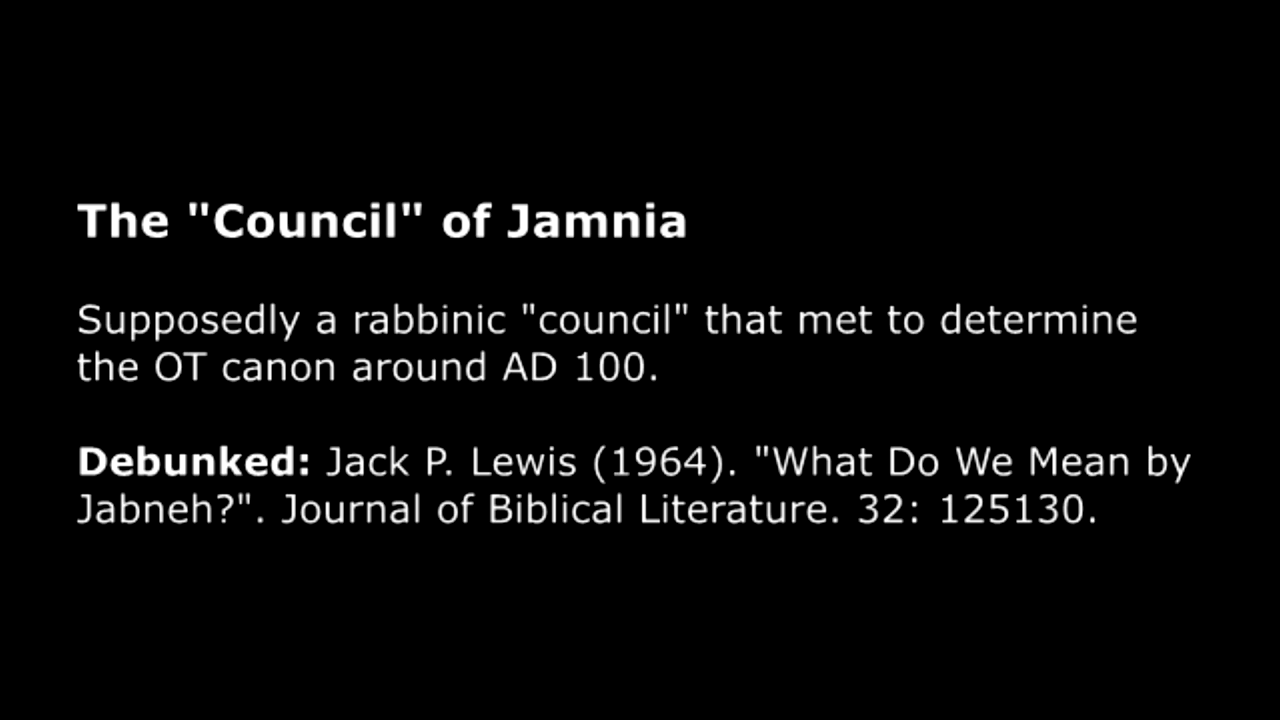 The "Council" of Jamnia
Supposedly a rabbinic "council" that met to determine
the OT canon around AD 100.
Debunked: Jack P. Lewis (1964). "What Do We Mean by
Jabneh?". Journal of Biblical Literature. 32: 125130.